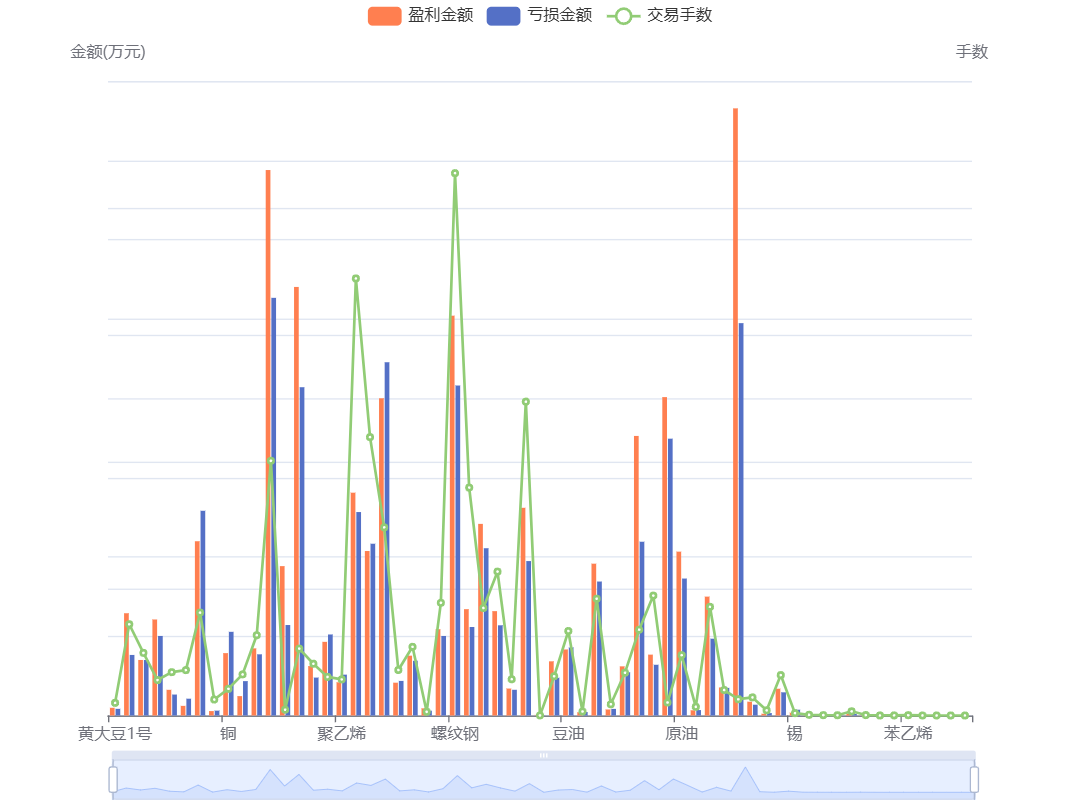 盈利金额 亏损金额 交易手数
金额(万元) 手数
黄大豆1号 铜 聚乙烯 螺纹钢 豆油 原油 锡 苯乙烯